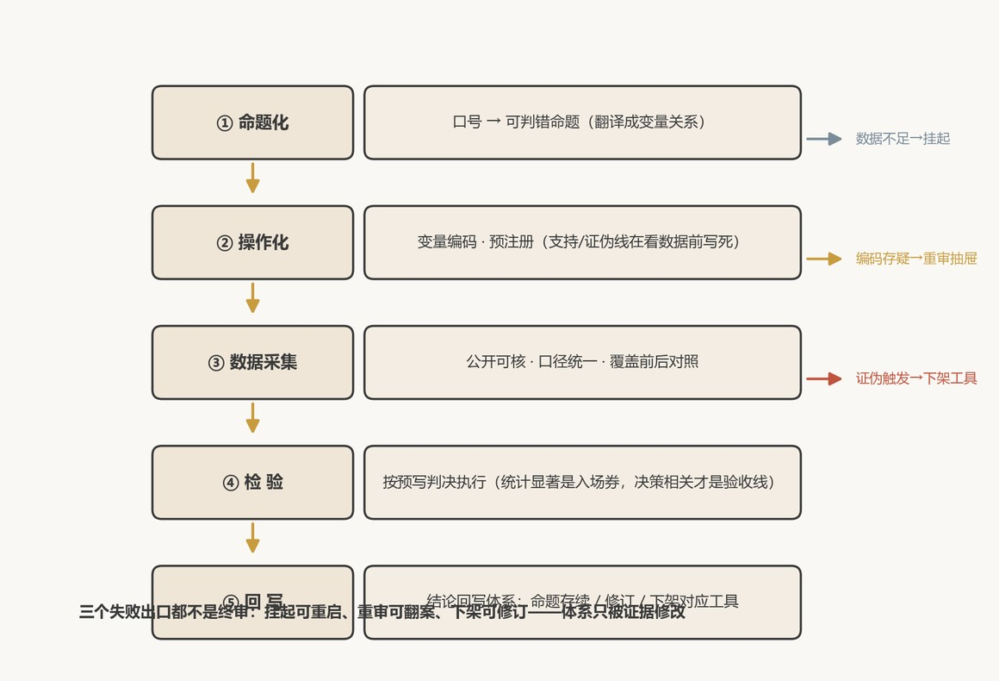 ① 命题化
口号 → 可判错命题（翻译成变量关系）
数据不足→挂起
② 操作化
变量编码 · 预注册（支持/证伪线在看数据前写死）
编码存疑→重审抽屉
③ 数据采集
公开可核 · 口径统一 · 覆盖前后对照
证伪触发→下架工具
④ 检 验
按预写判决执行（统计显著是入场券，决策相关才是验收线）
⑤ 回 写
结论回写体系：命题存续 / 修订 / 下架对应工具
三个失败出口都不是终审：挂起可重启、重审可翻案、下架可修订——体系只被证据修改